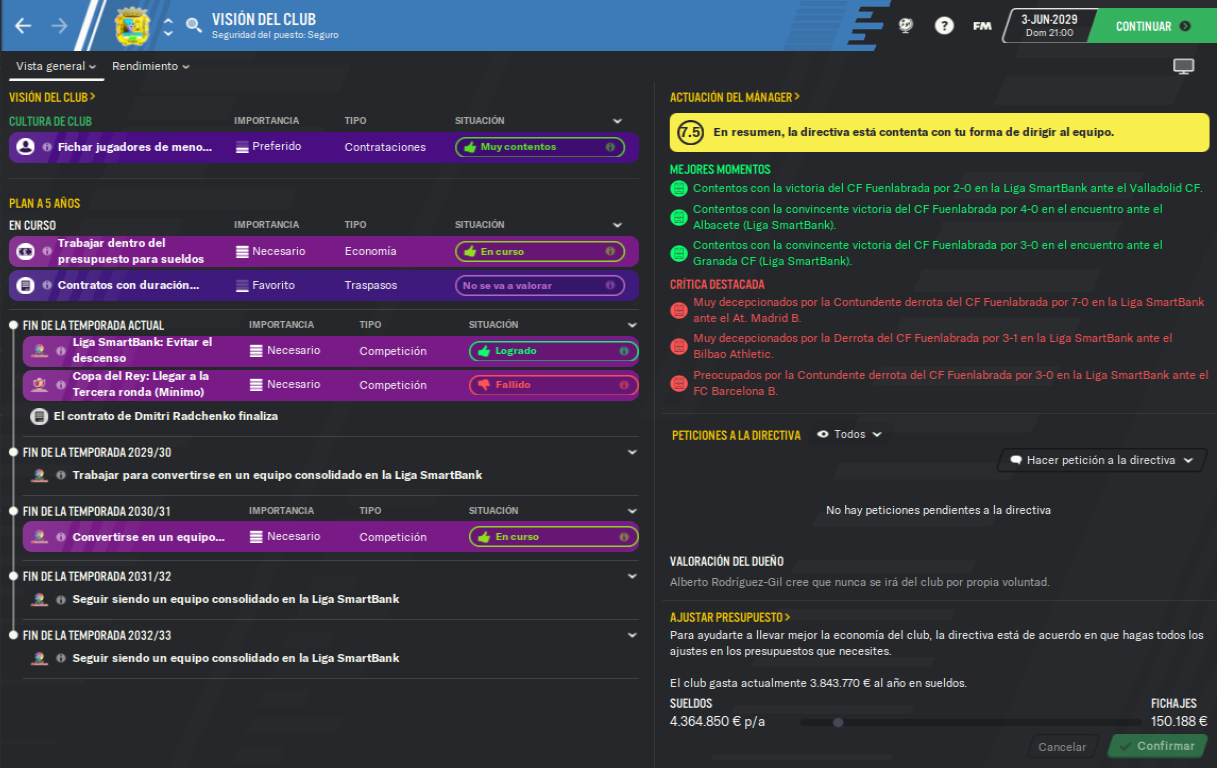 VISIÓN DEL CLUB
Seguridad del puesto: Seguro
FM
3-JUN-2029
Dom 21:00
CONTINUAR
Vista general
Rendimiento
VISIÓN DEL CLUB
CULTURA DE CLUB IMPORTANCIA TIPO SITUACIÓN
Fichar jugadores de meno... Preferido Contrataciones Muy contentos
PLAN A 5 AÑOS
EN CURSO IMPORTANCIA TIPO SITUACIÓN
Trabajar dentro del
presupuesto para sueldos Necesario Economía En curso
Contratos con duración... Favorito Traspasos No se va a valorar
FIN DE LA TEMPORADA ACTUAL IMPORTANCIA TIPO SITUACIÓN
Liga SmartBank: Evitar el
descenso Necesario Competición Logrado
Copa del Rey: Llegar a la
Tercera ronda (Mínimo) Necesario Competición Fallido
El contrato de Dmitri Radchenko finaliza
FIN DE LA TEMPORADA 2029/30
Trabajar para convertirse en un equipo consolidado en la Liga SmartBank
FIN DE LA TEMPORADA 2030/31 IMPORTANCIA TIPO SITUACIÓN
Convertirse en un equipo... Necesario Competición En curso
FIN DE LA TEMPORADA 2031/32
Seguir siendo un equipo consolidado en la Liga SmartBank
FIN DE LA TEMPORADA 2032/33
Seguir siendo un equipo consolidado en la Liga SmartBank
ACTUACIÓN DEL MÁNAGER
7.5 En resumen, la directiva está contenta con tu forma de dirigir al equipo.
MEJORES MOMENTOS
Contentos con la victoria del CF Fuenlabrada por 2-0 en la Liga SmartBank ante el Valladolid CF.
Contentos con la convincente victoria del CF Fuenlabrada por 4-0 en el encuentro ante el
Albacete (Liga SmartBank).
Contentos con la convincente victoria del CF Fuenlabrada por 3-0 en el encuentro ante el
Granada CF (Liga SmartBank).
CRÍTICA DESTACADA
Muy decepcionados por la Contundente derrota del CF Fuenlabrada por 7-0 en la Liga SmartBank
ante el At. Madrid B.
Muy decepcionados por la Derrota del CF Fuenlabrada por 3-1 en la Liga SmartBank ante el
Bilbao Athletic.
Preocupados por la Contundente derrota del CF Fuenlabrada por 3-0 en la Liga SmartBank ante el
FC Barcelona B.
PETICIONES A LA DIRECTIVA Todos
Hacer petición a la directiva
No hay peticiones pendientes a la directiva
VALORACIÓN DEL DUEÑO
Alberto Rodríguez-Gil cree que nunca se irá del club por propia voluntad.
AJUSTAR PRESUPUESTO
Para ayudarte a llevar mejor la economía del club, la directiva está de acuerdo en que hagas todos los
ajustes en los presupuestos que necesites.
El club gasta actualmente 3.843.770 € al año en sueldos.
SUELDOS FICHAJES
4.364.850 € p/a 150.188 €
Cancelar Confirmar